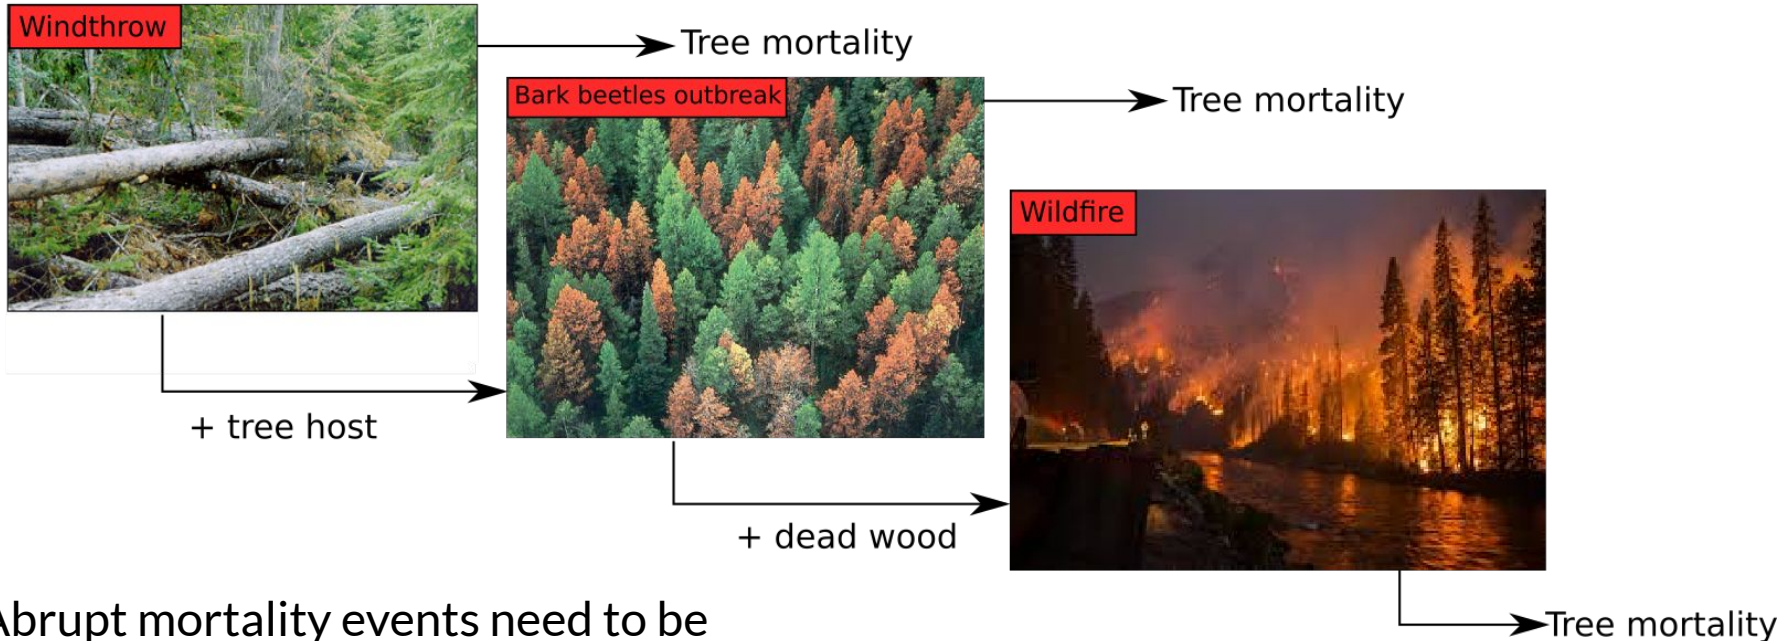 Windthrow
Tree mortality
Bark beetles outbreak
Tree mortality
Wildfire
+ tree host
+ dead wood
Abrupt mortality events need to be
Tree mortality